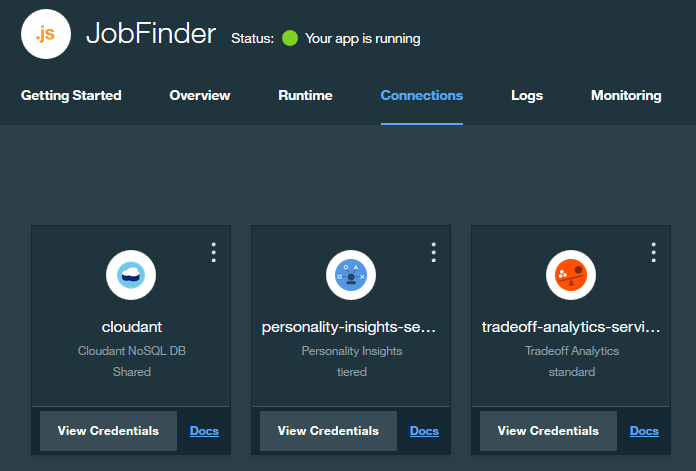 .js JobFinder Status: Your app is running
Getting Started Overview Runtime Connections Logs Monitoring
cloudant
Cloudant NoSQL DB
Shared
View Credentials Docs
personality-insights-se...
Personality Insights
tiered
View Credentials Docs
tradeoff-analytics-servi...
Tradeoff Analytics
standard
View Credentials Docs